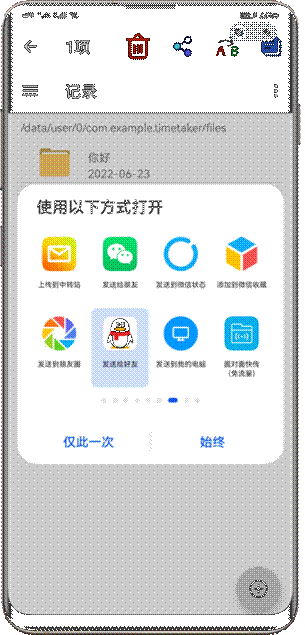 1项
A B
记录
/data/user/0/com.example.timetaker/files
你好
2022-06-23
使用以下方式打开
上传到中转站
发送给朋友
发送到微信状态
添加到微信收藏
发送到朋友圈
发送给好友
发送到我的电脑
面对面快传
(免流量)
仅此一次
始终